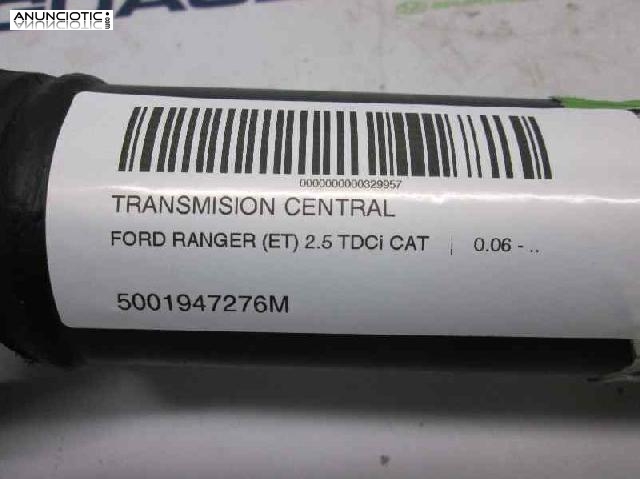 ANUNCIOTIC
0000000000329957
TRANSMISION CENTRAL
FORD RANGER (ET) 2.5 TDCi CAT ¡ 0.06 - ..
5001947276M